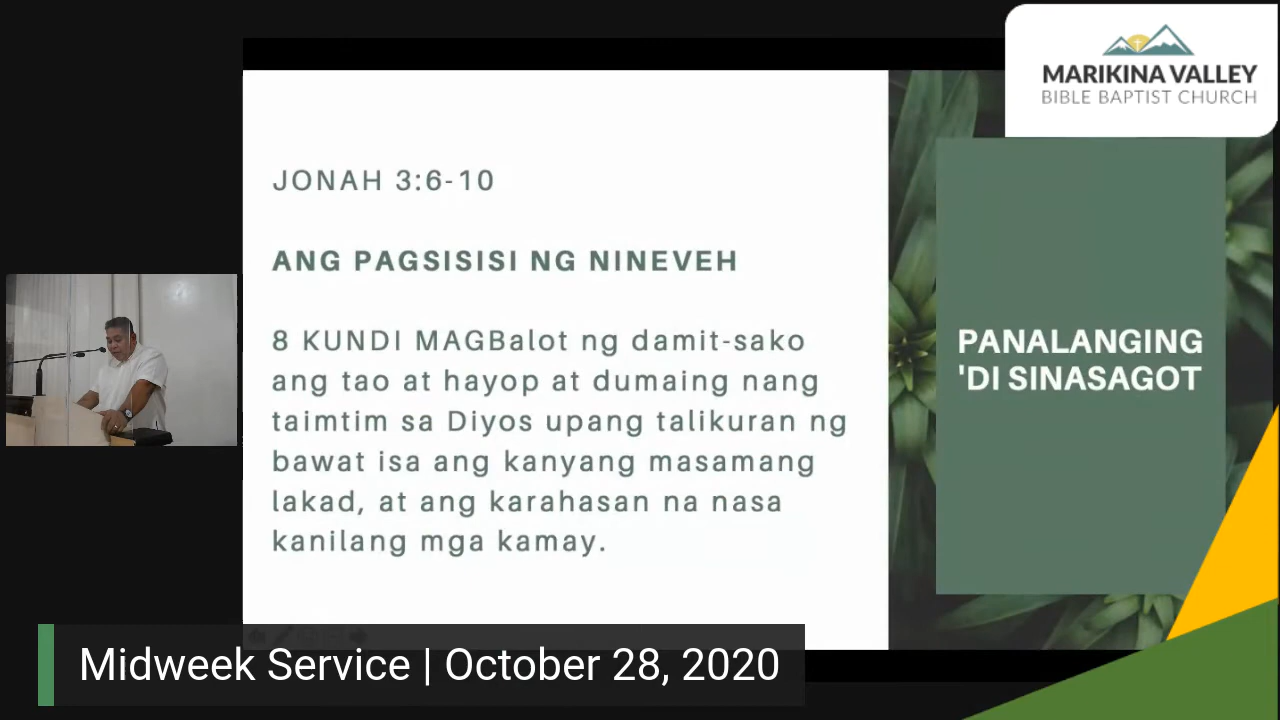 MARIKINA VALLEY
BIBLE BAPTIST CHURCH
JONAH 3:6-10
ANG PAGSISISI NG NINEVEH
8 KUNDI MAGBalot ng damit-sako
ang tao at hayop at dumaing nang
taimtim sa Diyos upang talikuran ng
bawat isa ang kanyang masamang
lakad, at ang karahasan na nasa
kanilang mga kamay.
PANALANGING
'DI SINASAGOT
Midweek Service | October 28, 2020